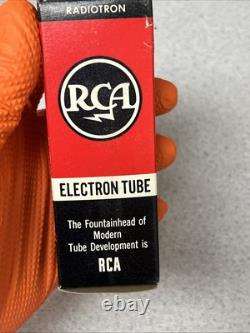 RADIOTRON
RCA
ELECTRON TUBE
The Fountainhead of
Modern
Tube Development is
RCA